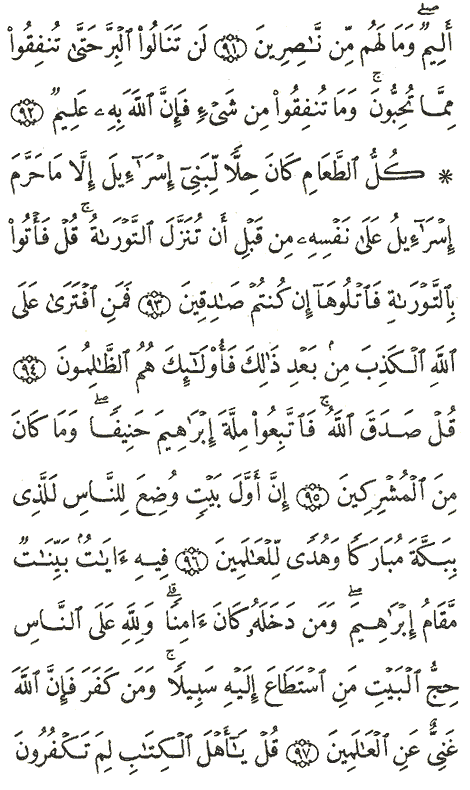 أَلِيمٌۖ وَمَا لَهُم مِّن نَّٰصِرِينَ ﴿٩١﴾ لَن تَنَالُوا۟ ٱلْبِرَّ حَتَّىٰ تُنفِقُوا۟
مِمَّا تُحِبُّونَۚ وَمَا تُنفِقُوا۟ مِن شَىْءٍ فَإِنَّ ٱللَّهَ بِهِۦ عَلِيمٌ ﴿٩٢﴾
* كُلُّ ٱلطَّعَامِ كَانَ حِلًّا لِّبَنِىٓ إِسْرَٰٓءِيلَ إِلَّا مَا حَرَّمَ
إِسْرَٰٓءِيلُ عَلَىٰ نَفْسِهِۦ مِن قَبْلِ أَن تُنَزَّلَ ٱلتَّوْرَىٰةُۚ قُلْ فَأْتُوا۟
بِٱلتَّوْرَىٰةِ فَٱتْلُوهَآ إِن كُنتُمْ صَٰدِقِينَ ﴿٩٣﴾ فَمَنِ ٱفْتَرَىٰ عَلَى
ٱللَّهِ ٱلْكَذِبَ مِنۢ بَعْدِ ذَٰلِكَ فَأُو۟لَٰٓئِكَ هُمُ ٱلظَّٰلِمُونَ ﴿٩٤﴾
قُلْ صَدَقَ ٱللَّهُۗ فَٱتَّبِعُوا۟ مِلَّةَ إِبْرَٰهِيمَ حَنِيفًاۖ وَمَا كَانَ
مِنَ ٱلْمُشْرِكِينَ ﴿٩٥﴾ إِنَّ أَوَّلَ بَيْتٍ وُضِعَ لِلنَّاسِ لَلَّذِى
بِبَكَّةَ مُبَارَكًا وَهُدًى لِّلْعَٰلَمِينَ ﴿٩٦﴾ فِيهِ ءَايَٰتٌۢ بَيِّنَٰتٌ
مَّقَامُ إِبْرَٰهِيمَۖ وَمَن دَخَلَهُۥ كَانَ ءَامِنًاۗ وَلِلَّهِ عَلَى ٱلنَّاسِ
حِجُّ ٱلْبَيْتِ مَنِ ٱسْتَطَاعَ إِلَيْهِ سَبِيلًاۚ وَمَن كَفَرَ فَإِنَّ ٱللَّهَ
غَنِىٌّ عَنِ ٱلْعَٰلَمِينَ ﴿٩٧﴾ قُلْ يَٰٓأَهْلَ ٱلْكِتَٰبِ لِمَ تَكْفُرُونَ